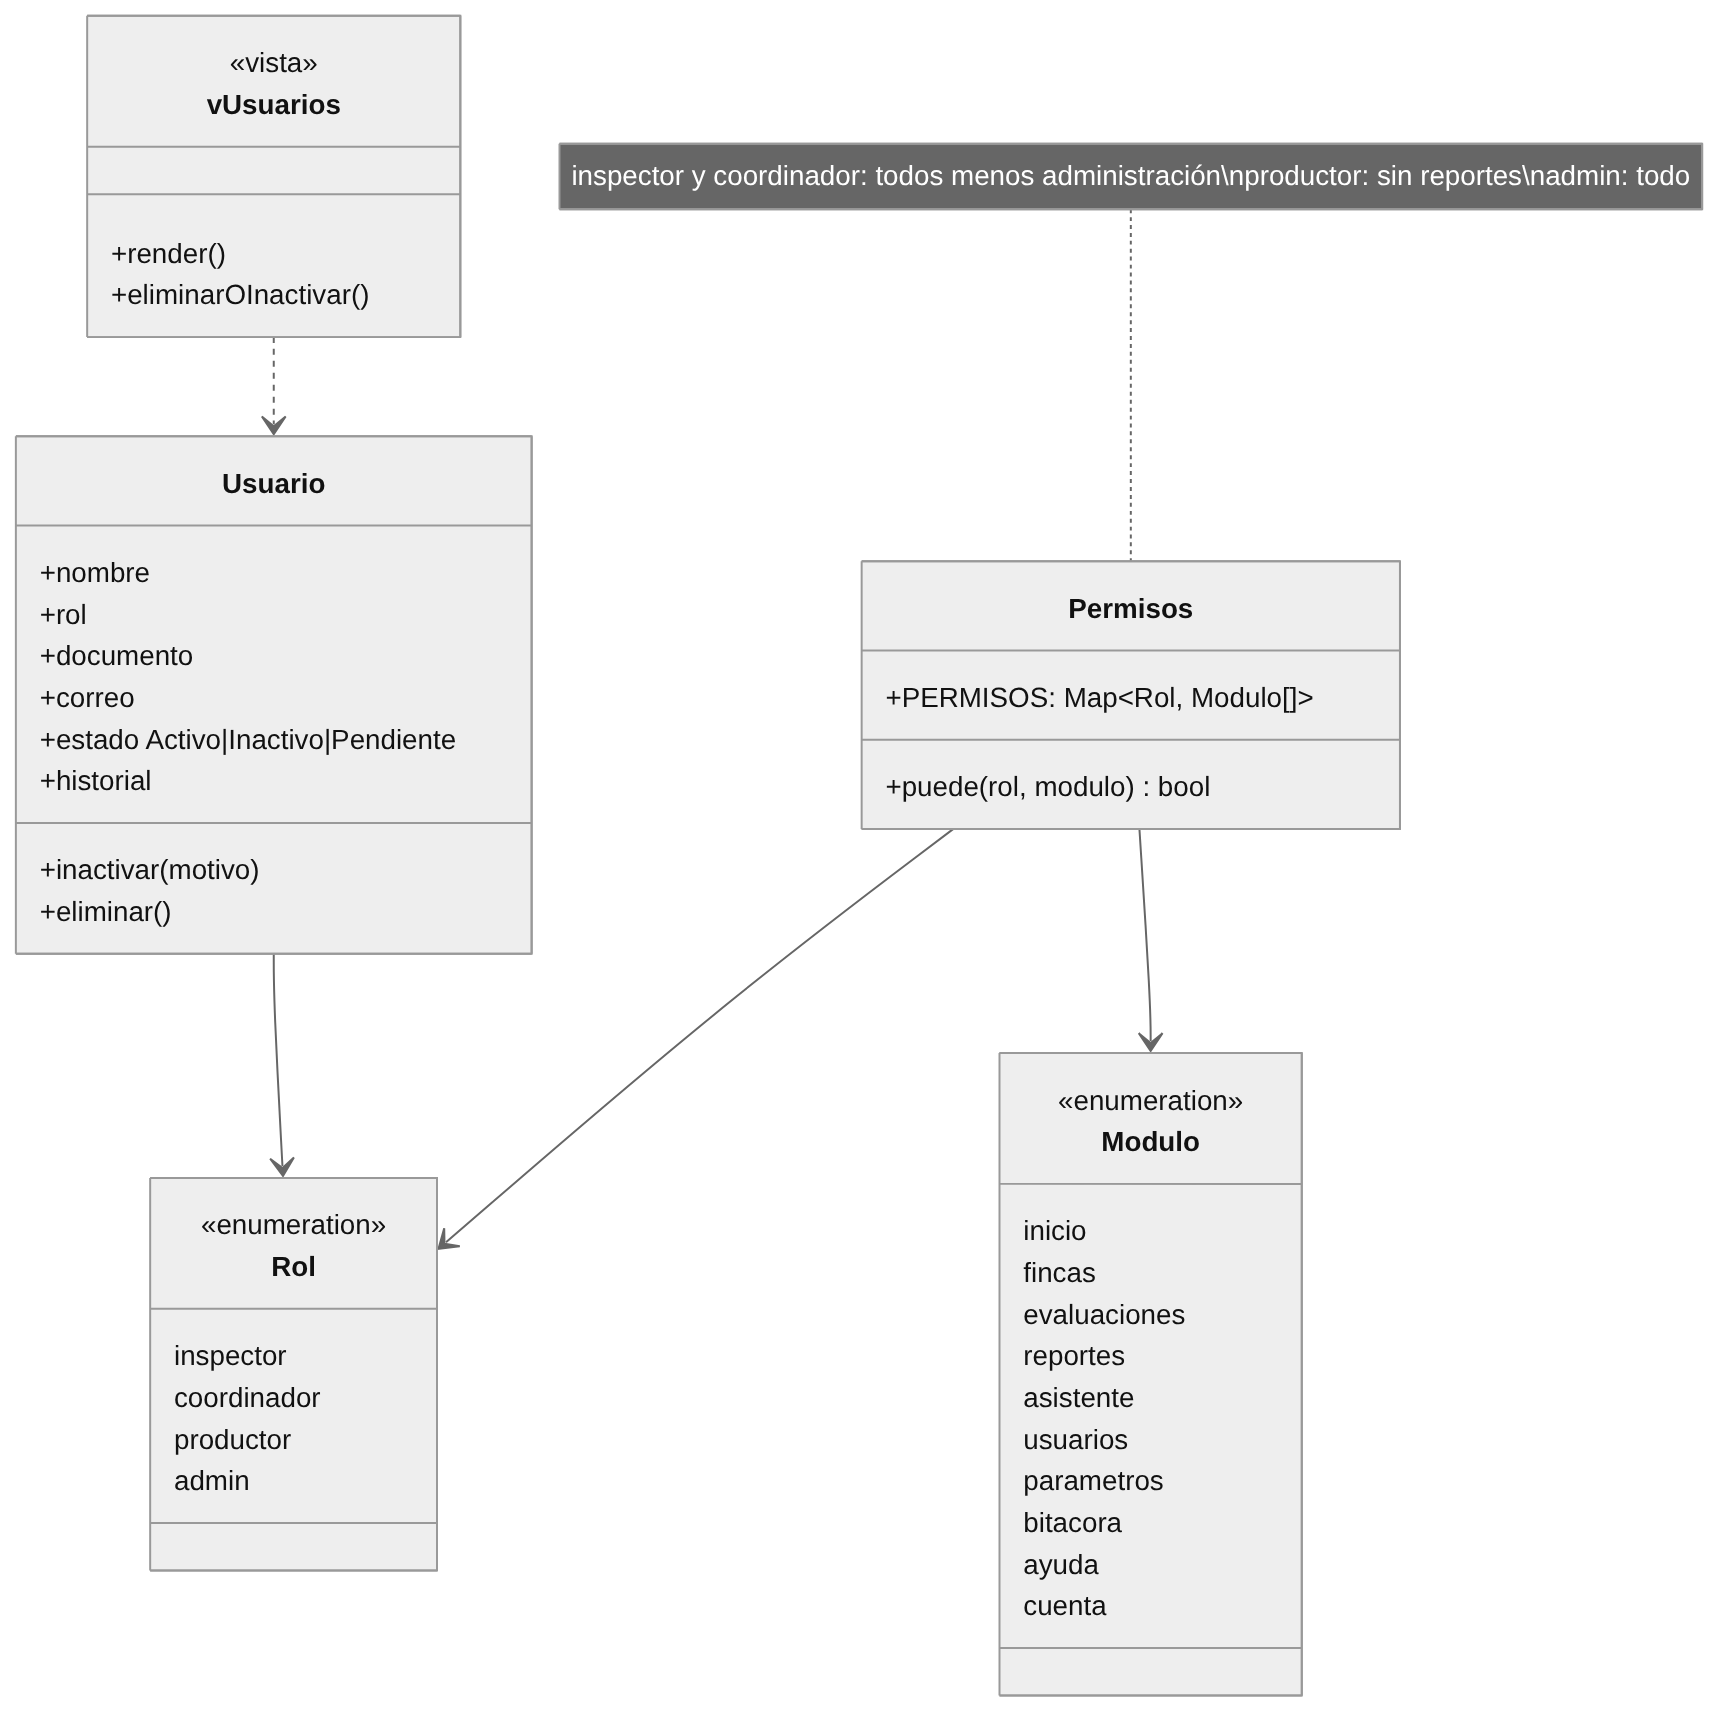 «vista»
vUsuarios
+render()
+eliminarOInactivar()
inspector y coordinador: todos menos administración\nproductor: sin reportes\nadmin: todo
Usuario
+nombre
+rol
+documento
+correo
+estado Activo|Inactivo|Pendiente
+historial
+inactivar(motivo)
+eliminar()
Permisos
+PERMISOS: Map<Rol, Modulo[]>
+puede(rol, modulo) : bool
«enumeration»
Rol
inspector
coordinador
productor
admin
«enumeration»
Modulo
inicio
fincas
evaluaciones
reportes
asistente
usuarios
parametros
bitacora
ayuda
cuenta